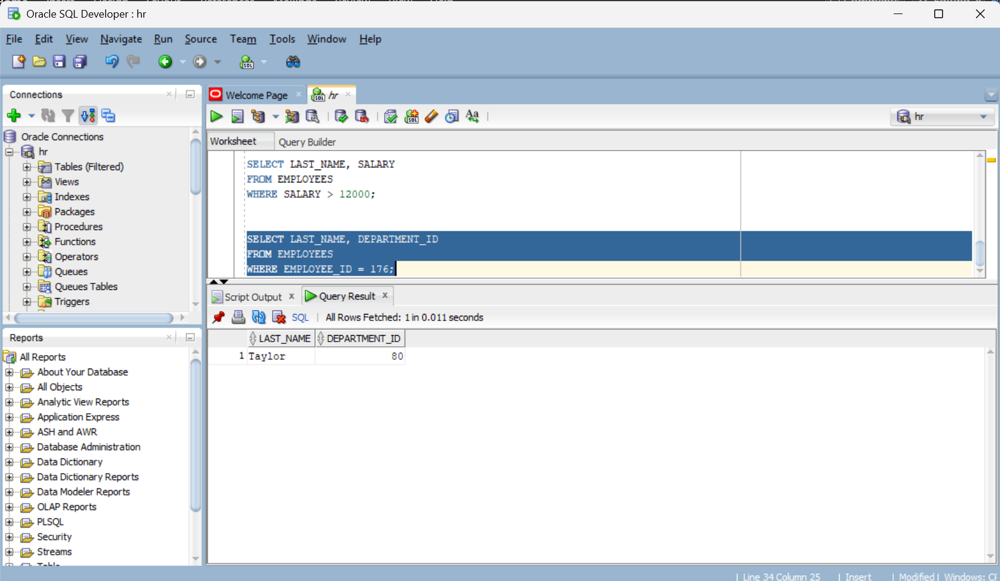 Oracle SQL Developer : hr
File Edit View Navigate Run Source Team Tools Window Help
Connections
Oracle Connections
hr
Tables (Filtered)
Views
Indexes
Packages
Procedures
Functions
Operators
Queues
Queues Tables
Triggers
Reports
All Reports
About Your Database
All Objects
Analytic View Reports
Application Express
ASH and AWR
Database Administration
Data Dictionary
Data Dictionary Reports
Data Modeler Reports
OLAP Reports
PLSQL
Security
Streams
Table
Welcome Page hr
hr
Worksheet Query Builder
SELECT LAST_NAME, SALARY
FROM EMPLOYEES
WHERE SALARY > 12000;
SELECT LAST_NAME, DEPARTMENT_ID
FROM EMPLOYEES
WHERE EMPLOYEE_ID = 176;
Script Output Query Result
SQL All Rows Fetched: 1 in 0.011 seconds
LAST_NAME DEPARTMENT_ID
1 Taylor 80
Line 34 Column 25 Insert Modified Windows: